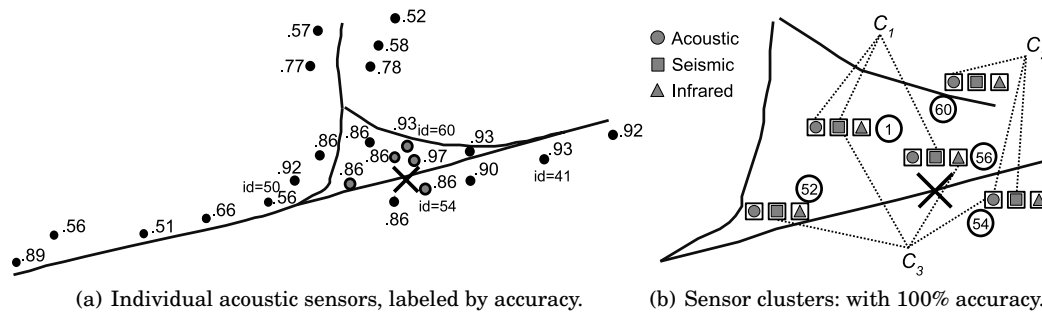 .52
.57
.58
.77
.78
.93 id=60
.86
.86
.86
.97
.93
.92
.92
id=50
.86
.86
id=54
.90
.93
id=41
.86
.56
.66
.51
.56
.89
(a) Individual acoustic sensors, labeled by accuracy.
C1
C
Acoustic
Seismic
Infrared
60
1
56
52
54
C3
(b) Sensor clusters: with 100% accuracy.